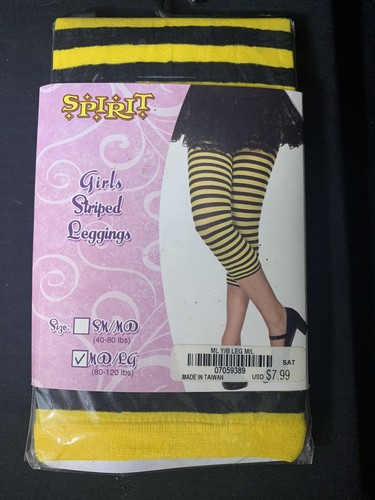 SPIRIT
Girls
Striped
Leggings
Size: SM/MD
(40-80 lbs)
MD/LG
(80-120 lbs)
ML Y/B LEG M/L
SAT
07059389
MADE IN TAIWAN USD $7.99